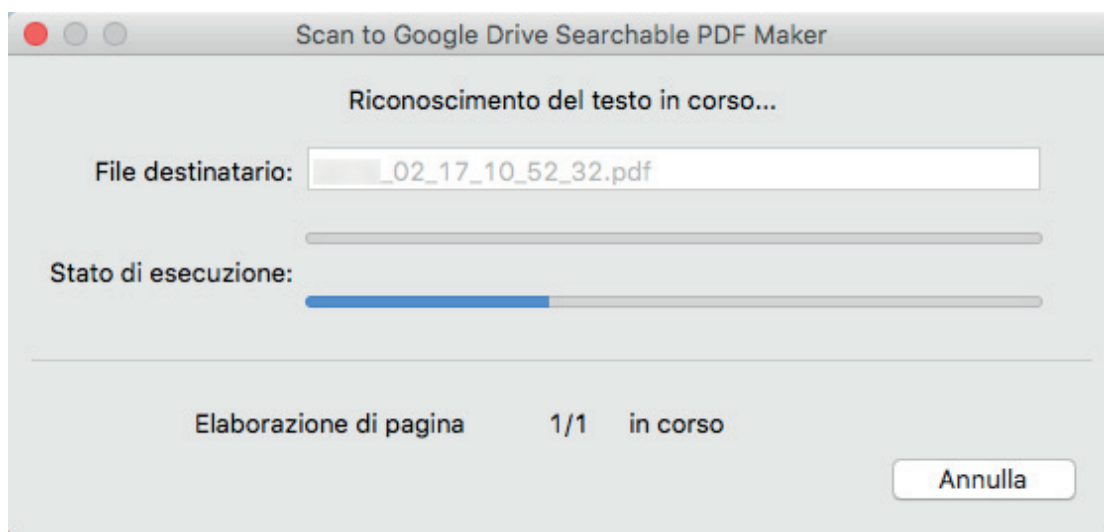 Scan to Google Drive Searchable PDF Maker
Riconoscimento del testo in corso...
File destinatario: _02_17_10_52_32.pdf
Stato di esecuzione:
Elaborazione di pagina 1/1 in corso
Annulla